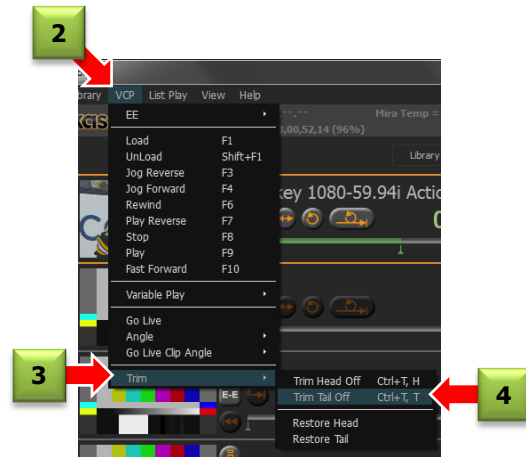 2
VCP List Play View Help
EE
Mira Temp =
3,00,52,14 (96%)
Load F1
UnLoad Shift+F1
Library
Jog Reverse F3
Jog Forward F4
key 1080-59.94i Actio
Rewind F6
Play Reverse F7
Stop F8
Play F9
Fast Forward F10
Variable Play
Go Live
Angle
Go Live Clip Angle
3
Trim
Trim Head Off Ctrl+T, H
E-E
Trim Tail Off Ctrl+T, T
4
Restore Head
Restore Tail